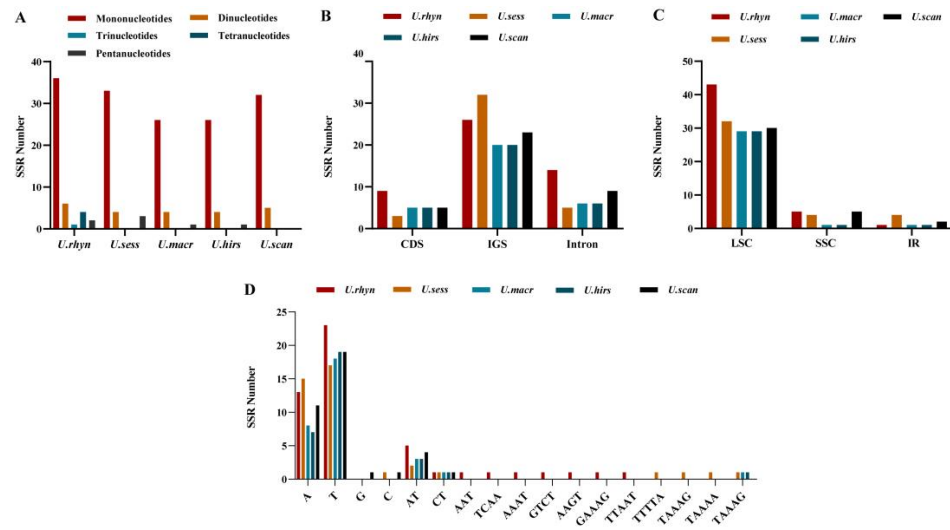 A
Mononucleotides Dinucleotides
Trinucleotides Tetranucleotides
Pentanucleotides
SSR Number
40
30
20
10
0
U.rhyn U.sess U.macr U.hirs U.scan
B
U.rhyn U.sess U.macr
U.hirs U.scan
SSR Number
40
40
30
20
10
0
CDS IGS Intron
C
U.rhyn U.macr U.scan
U.sess U.hirs
SSR Number
50
40
30
20
10
0
LSC SSC IR
D
U.rhyn U.sess U.macr U.hirs U.scan
SSR Number
25
20
15
10
5
0
A T G C AT CT AAT TCAA AAAT GTCT AAGT GAAAG TTAAT TTTTA TAAAG TAAAA TAAAG